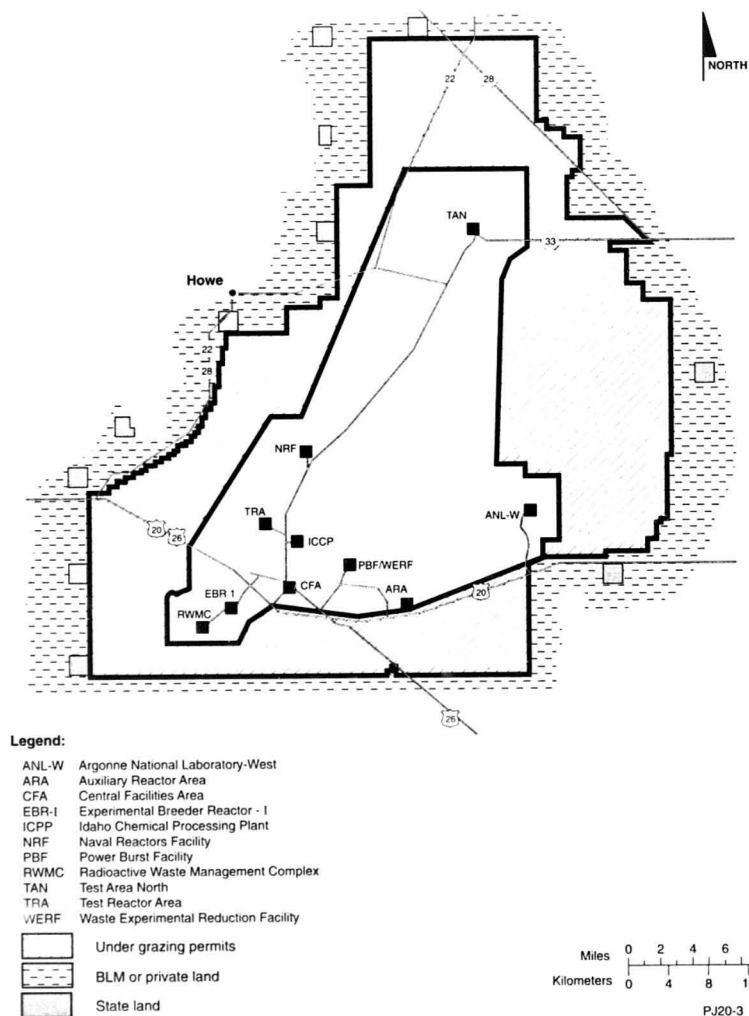 NORTH
22
28
TAN
33
Howe
22
28
NRF
TRA
ICCP
20
26
ANL-W
PBF/WERF
CFA
ARA
EBR 1
20
RWMC
26
Legend:
ANL-W Argonne National Laboratory-West
ARA Auxiliary Reactor Area
CFA Central Facilities Area
EBR-I Experimental Breeder Reactor - I
ICPP Idaho Chemical Processing Plant
NRF Naval Reactors Facility
PBF Power Burst Facility
RWMC Radioactive Waste Management Complex
TAN Test Area North
TRA Test Reactor Area
WERF Waste Experimental Reduction Facility
Under grazing permits
BLM or private land
State land
Miles 0 2 4 6
Kilometers 0 4 8
PJ20-3